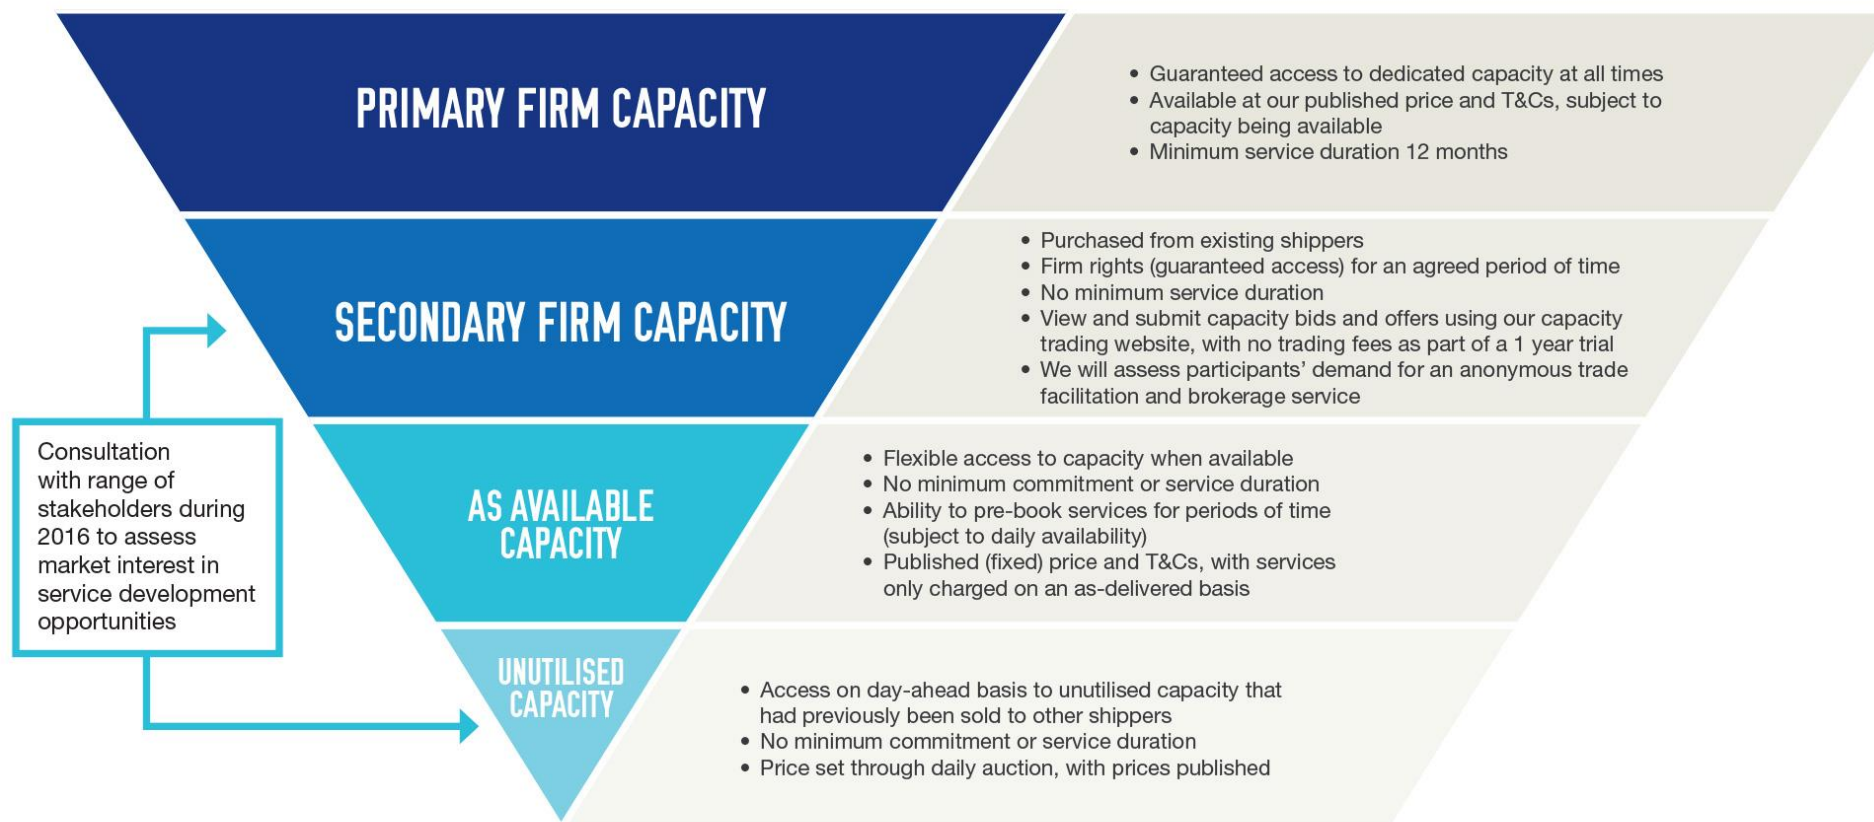 PRIMARY FIRM CAPACITY
• Guaranteed access to dedicated capacity at all times
• Available at our published price and T&Cs, subject to
capacity being available
• Minimum service duration 12 months
SECONDARY FIRM CAPACITY
• Purchased from existing shippers
• Firm rights (guaranteed access) for an agreed period of time
• No minimum service duration
• View and submit capacity bids and offers using our capacity
trading website, with no trading fees as part of a 1 year trial
• We will assess participants’ demand for an anonymous trade
facilitation and brokerage service
Consultation
with range of
stakeholders during
2016 to assess
market interest in
service development
opportunities
AS AVAILABLE
CAPACITY
• Flexible access to capacity when available
• No minimum commitment or service duration
• Ability to pre-book services for periods of time
(subject to daily availability)
• Published (fixed) price and T&Cs, with services
only charged on an as-delivered basis
UNUTILISED
CAPACITY
• Access on day-ahead basis to unutilised capacity that
had previously been sold to other shippers
• No minimum commitment or service duration
• Price set through daily auction, with prices published